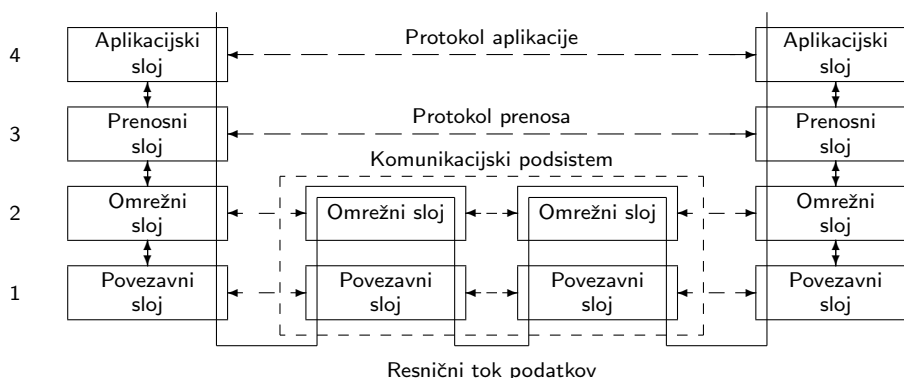 4
Aplikacijski
sloj
Protokol aplikacije
Aplikacijski
sloj
3
Prenosni
sloj
Protokol prenosa
Prenosni
sloj
Komunikacijski podsistem
2
Omrežni
sloj
Omrežni sloj
Omrežni sloj
Omrežni
sloj
1
Povezavni
sloj
Povezavni
sloj
Povezavni
sloj
Povezavni
sloj
Resnični tok podatkov